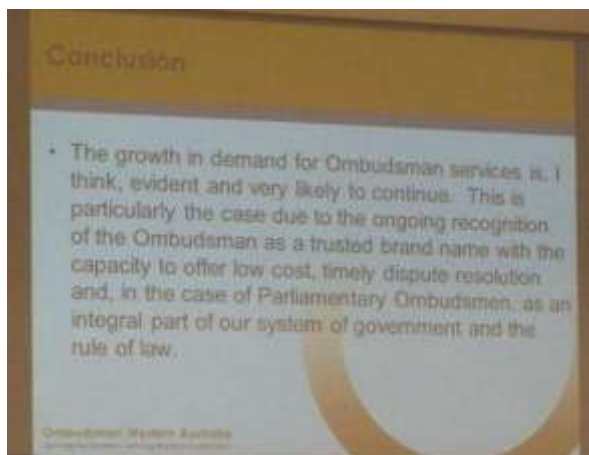 Conclusion
• The growth in demand for Ombudsman services is, I
think, evident and very likely to continue. This is
particularly the case due to the ongoing recognition
of the Ombudsman as a trusted brand name with the
capacity to offer low cost, timely dispute resolution
and, in the case of Parliamentary Ombudsmen, as an
integral part of our system of government and the
rule of law.
Ombudsman Western Australia